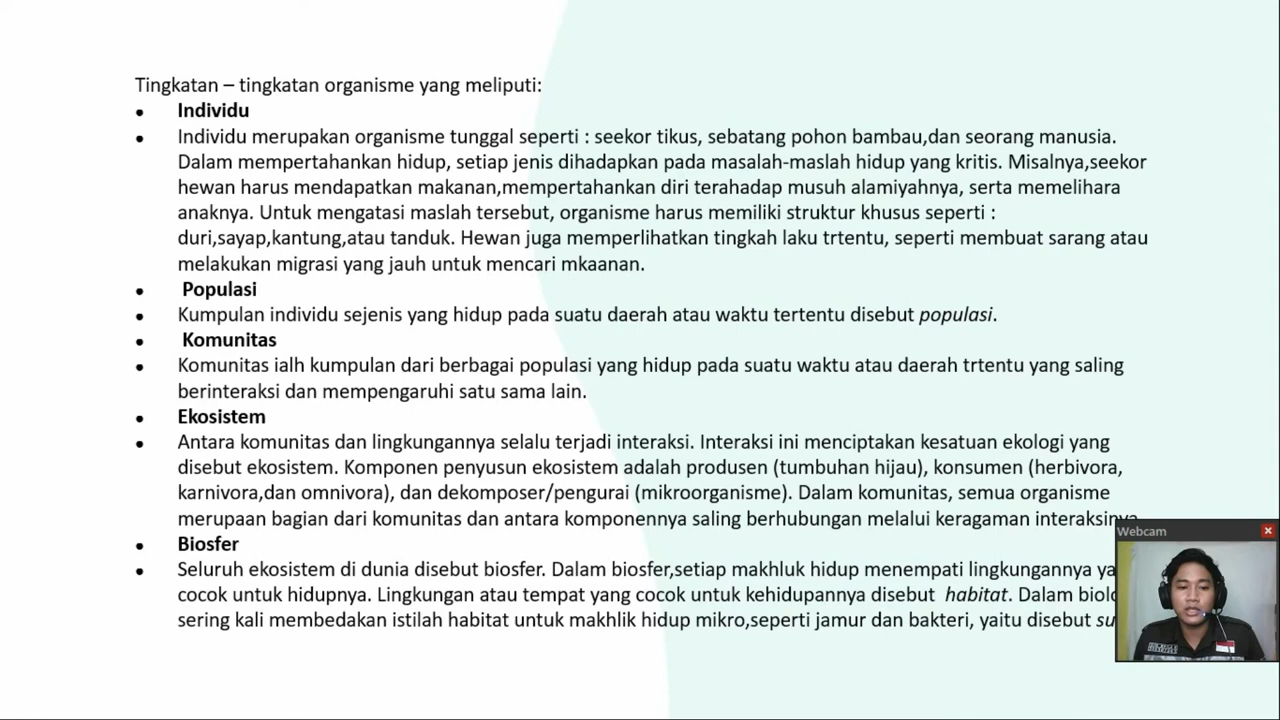 Tingkatan – tingkatan organisme yang meliputi:
• Individu
• Individu merupakan organisme tunggal seperti : seekor tikus, sebatang pohon bambau,dan seorang manusia.
Dalam mempertahankan hidup, setiap jenis dihadapkan pada masalah-maslah hidup yang kritis. Misalnya,seekor
hewan harus mendapatkan makanan,mempertahankan diri terahadap musuh alamiyahnya, serta memelihara
anaknya. Untuk mengatasi maslah tersebut, organisme harus memiliki struktur khusus seperti :
duri,sayap,kantung,atau tanduk. Hewan juga memperlihatkan tingkah laku trtentu, seperti membuat sarang atau
melakukan migrasi yang jauh untuk mencari mkaanan.
• Populasi
• Kumpulan individu sejenis yang hidup pada suatu daerah atau waktu tertentu disebut populasi.
• Komunitas
• Komunitas ialh kumpulan dari berbagai populasi yang hidup pada suatu waktu atau daerah trtentu yang saling
berinteraksi dan mempengaruhi satu sama lain.
• Ekosistem
• Antara komunitas dan lingkungannya selalu terjadi interaksi. Interaksi ini menciptakan kesatuan ekologi yang
disebut ekosistem. Komponen penyusun ekosistem adalah produsen (tumbuhan hijau), konsumen (herbivora,
karnivora,dan omnivora), dan dekomposer/pengurai (mikroorganisme). Dalam komunitas, semua organisme
merupaan bagian dari komunitas dan antara komponennya saling berhubungan melalui keragaman interaksinya
• Biosfer
• Seluruh ekosistem di dunia disebut biosfer. Dalam biosfer,setiap makhluk hidup menempati lingkungannya ya
cocok untuk hidupnya. Lingkungan atau tempat yang cocok untuk kehidupannya disebut habitat. Dalam biolo
sering kali membedakan istilah habitat untuk makhlik hidup mikro,seperti jamur dan bakteri, yaitu disebut su
Webcam